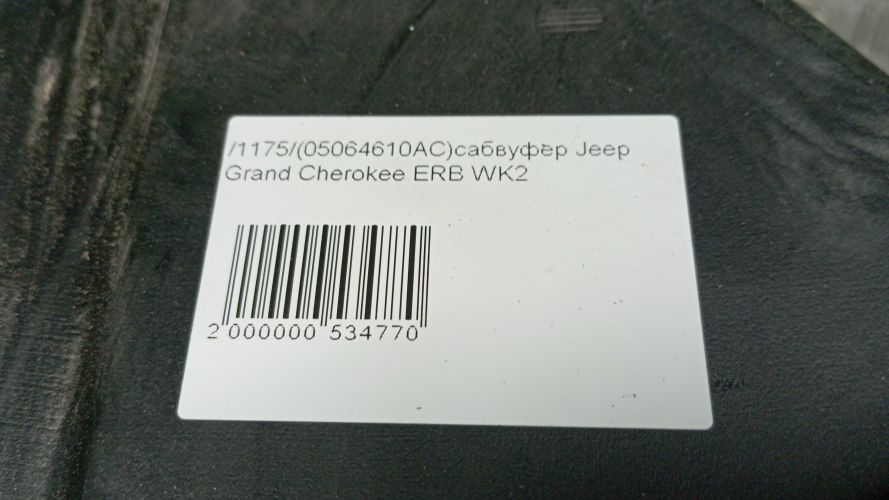 /1175/(05064610AC)сабвуфер Jeep
Grand Cherokee ERB WK2
2 000000 534770